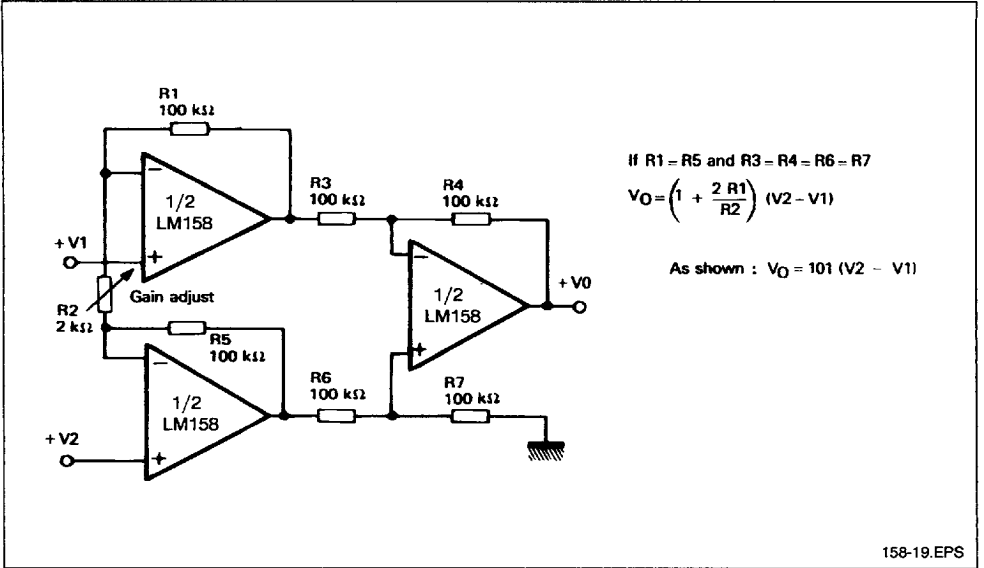 R1
100 kΩ
−
1/2
LM158
+
+ V1
R2
2 kΩ
Gain adjust
R3
100 kΩ
R4
100 kΩ
−
1/2
LM158
+
+ V0
R5
100 kΩ
−
1/2
LM158
+
+ V2
R6
100 kΩ
R7
100 kΩ
If R1 = R5 and R3 = R4 = R6 = R7
VO = (1 + 2 R1 / R2) (V2 − V1)
As shown : VO = 101 (V2 − V1)
158-19.EPS